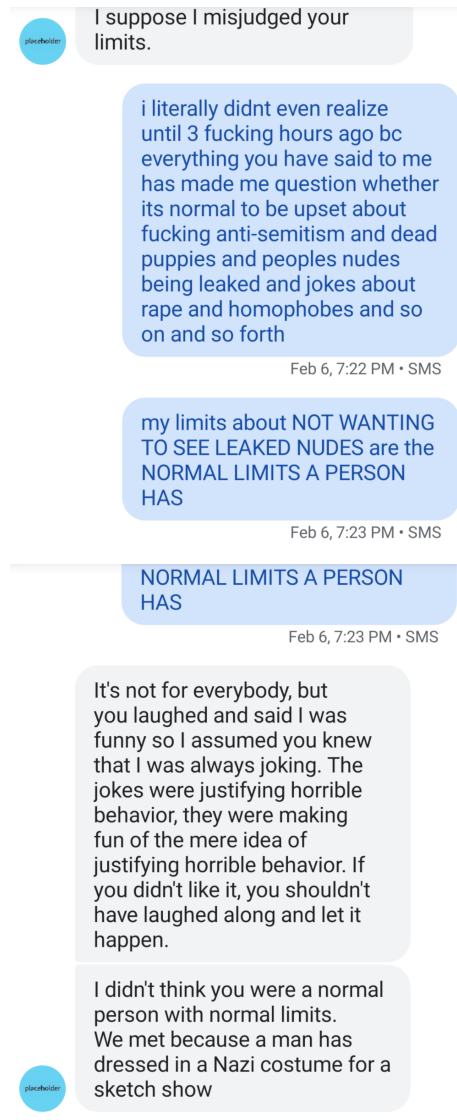 I suppose I misjudged your
limits.
placeholder
i literally didnt even realize
until 3 fucking hours ago bc
everything you have said to me
has made me question whether
its normal to be upset about
fucking anti-semitism and dead
puppies and peoples nudes
being leaked and jokes about
rape and homophobes and so
on and so forth
Feb 6, 7:22 PM • SMS
my limits about NOT WANTING
TO SEE LEAKED NUDES are the
NORMAL LIMITS A PERSON
HAS
Feb 6, 7:23 PM • SMS
NORMAL LIMITS A PERSON
HAS
Feb 6, 7:23 PM • SMS
It's not for everybody, but
you laughed and said I was
funny so I assumed you knew
that I was always joking. The
jokes were justifying horrible
behavior, they were making
fun of the mere idea of
justifying horrible behavior. If
you didn't like it, you shouldn't
have laughed along and let it
happen.
I didn't think you were a normal
person with normal limits.
We met because a man has
dressed in a Nazi costume for a
sketch show
placeholder